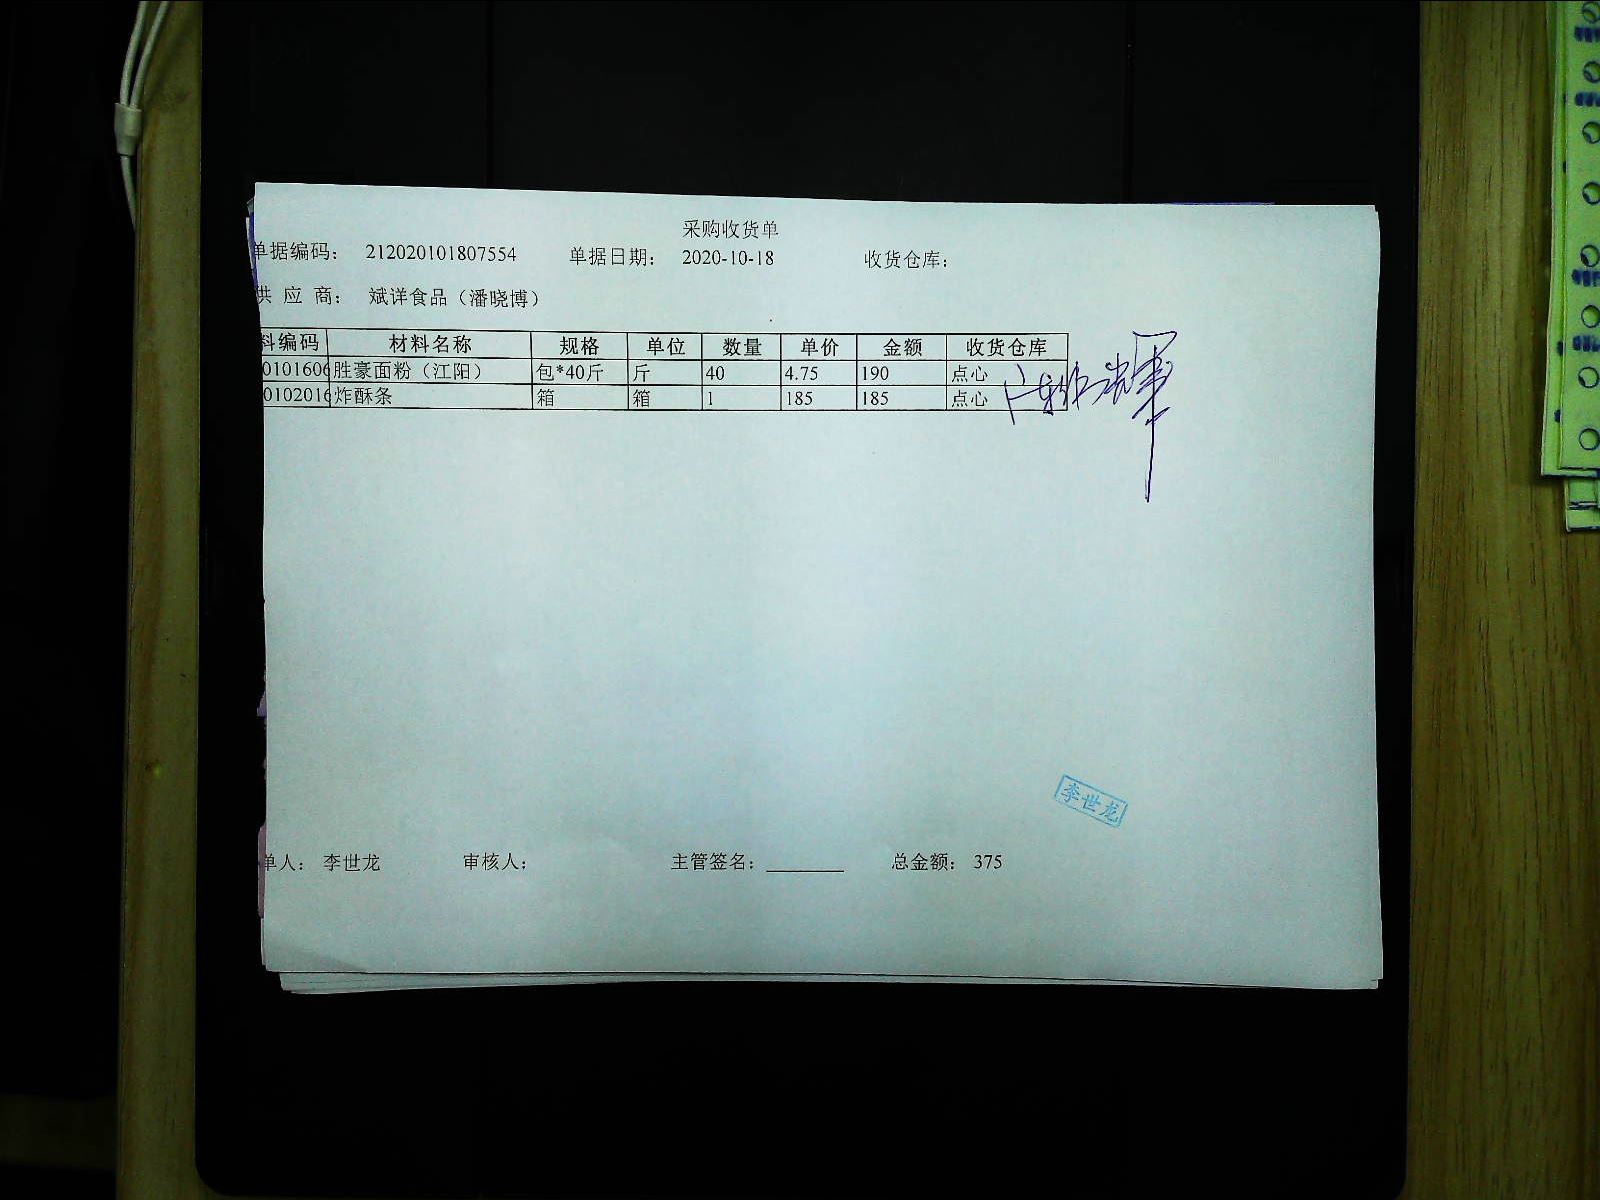 采购收货单
单据编码： 212020101807554 单据日期： 2020-10-18 收货仓库：
供 应 商： 斌洋食品（潘晓博）
料编码 材料名称 规格 单位 数量 单价 金额 收货仓库
0101606 胜豪面粉（江阳） 包*40斤 斤 40 4.75 190 点心
0102016 炸酥条 箱 箱 1 185 185 点心
李世龙
单人： 李世龙 审核人： 主管签名：________ 总金额： 375